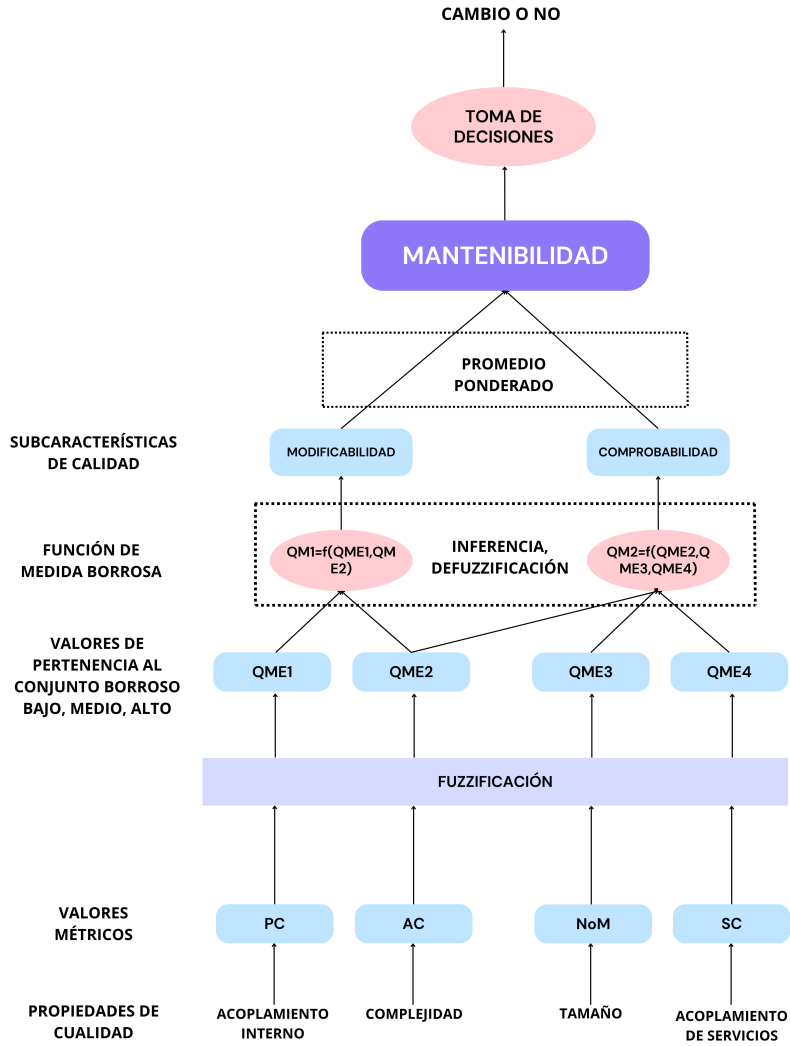 CAMBIO O NO
TOMA DE
DECISIONES
MANTENIBILIDAD
PROMEDIO
PONDERADO
SUBCARACTERÍSTICAS
DE CALIDAD
MODIFICABILIDAD
COMPROBABILIDAD
FUNCIÓN DE
MEDIDA BORROSA
QM1=f(QME1,QM
E2)
INFERENCIA,
DEFUZZIFICACIÓN
QM2=f(QME2,Q
ME3,QME4)
VALORES DE
PERTENENCIA AL
CONJUNTO BORROSO
BAJO, MEDIO, ALTO
QME1
QME2
QME3
QME4
FUZZIFICACIÓN
VALORES
MÉTRICOS
PC
AC
NoM
SC
PROPIEDADES DE
CUALIDAD
ACOPLAMIENTO
INTERNO
COMPLEJIDAD
TAMAÑO
ACOPLAMIENTO
DE SERVICIOS